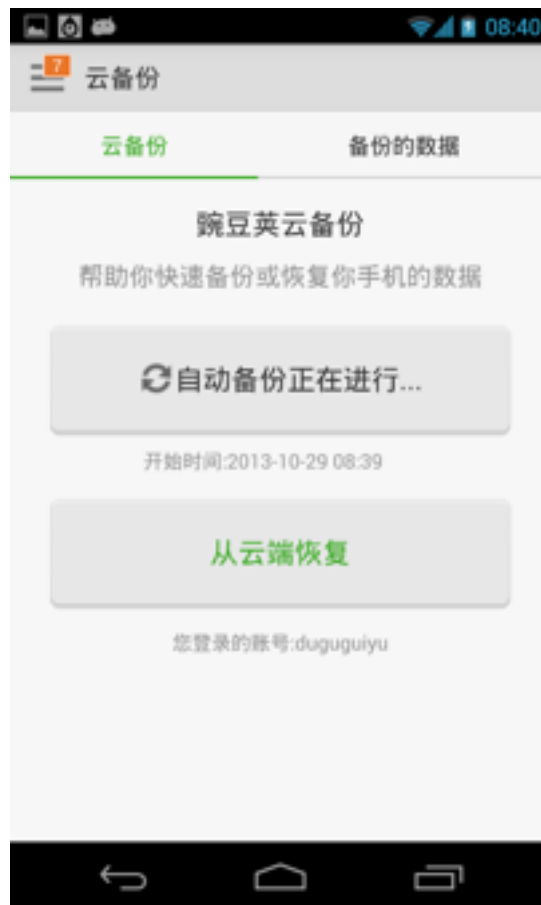 08:40
7
云备份
云备份 备份的数据
豌豆荚云备份
帮助你快速备份或恢复你手机的数据
自动备份正在进行...
开始时间:2013-10-29 08:39
从云端恢复
您登录的账号:duguguiyu